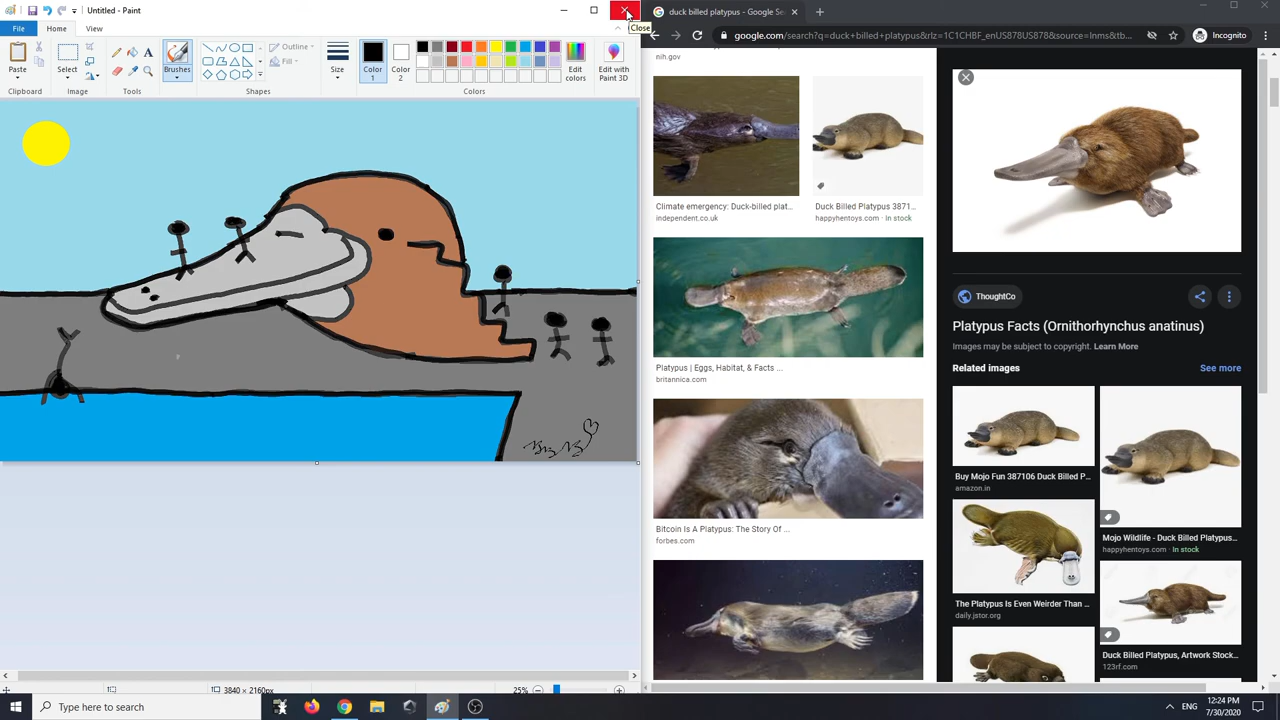 Untitled - Paint
Close
File
Home
View
Paste
Select
Brushes
Outline
Fill
Size
Color 1
Color 2
Edit colors
Edit with Paint 3D
Clipboard
Image
Tools
Shapes
Colors
3840 × 2160px
25%
duck billed platypus - Google Se
google.com/search?q=duck+billed+platypus&rlz=1C1CHBF_enUS878US878&source=lnms&tb...
Incognito
nih.gov
Climate emergency: Duck-billed plat...
independent.co.uk
Duck Billed Platypus 3871...
happyhentoys.com · In stock
Platypus | Eggs, Habitat, & Facts ...
britannica.com
Bitcoin Is A Platypus: The Story Of ...
forbes.com
ThoughtCo
Platypus Facts (Ornithorhynchus anatinus)
Images may be subject to copyright. Learn More
Related images
See more
Buy Mojo Fun 387106 Duck Billed P...
amazon.in
Mojo Wildlife - Duck Billed Platypus...
happyhentoys.com · In stock
The Platypus Is Even Weirder Than ...
daily.jstor.org
Duck Billed Platypus, Artwork Stock...
123rf.com
Type here to search
ENG
12:24 PM
7/30/2020